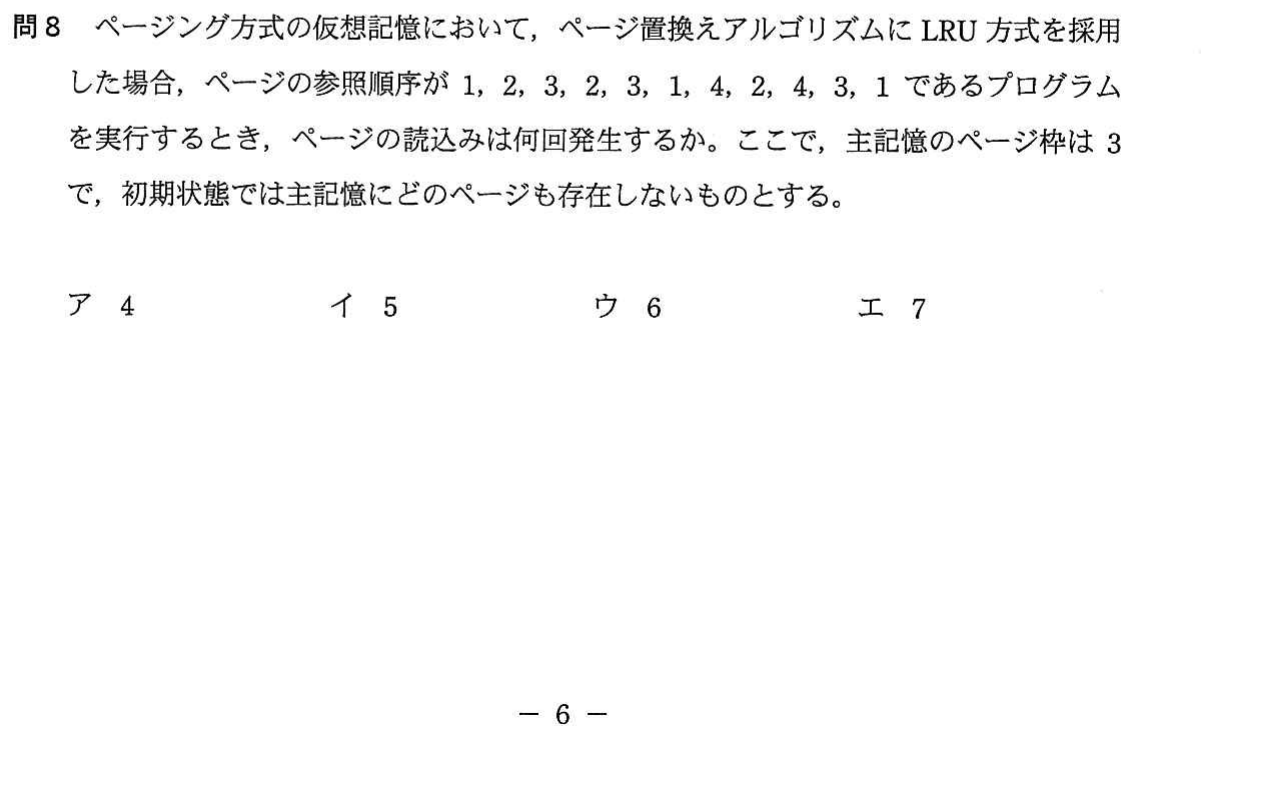 問8 ページング方式の仮想記憶において，ページ置換えアルゴリズムに LRU 方式を採用
した場合，ページの参照順序が 1，2，3，2，3，1，4，2，4，3，1 であるプログラム
を実行するとき，ページの読込みは何回発生するか。ここで，主記憶のページ枠は 3
で，初期状態では主記憶にどのページも存在しないものとする。
ア 4 イ 5 ウ 6 エ 7
－ 6 －